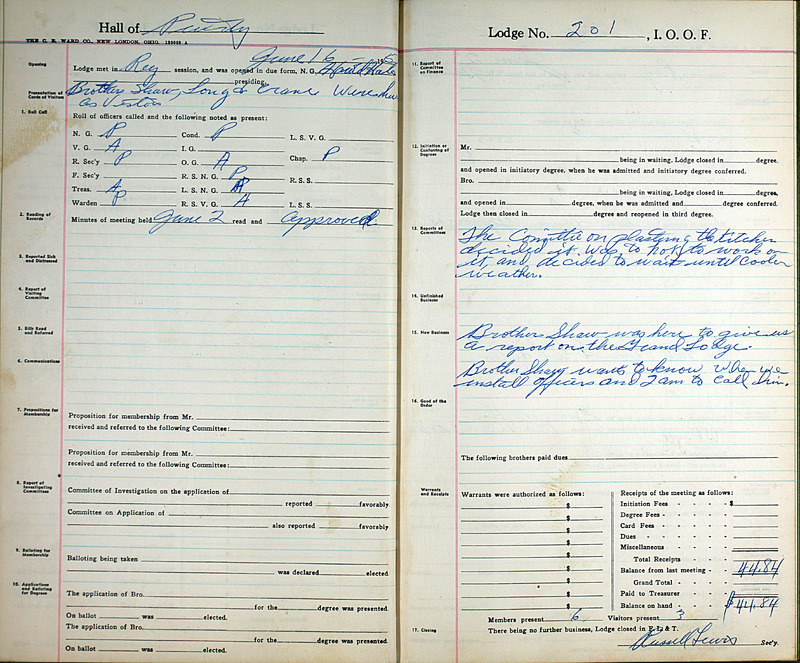 Hall of Purdy
THE C. E. WARD CO., NEW LONDON, OHIO. 129605 A
June 16
Opening
Lodge met in Reg session, and was opened in due form, N. G.
presiding.
Presentation of Cards of Visitors
Brothers Shaw, Long & Crane Were here
as Vistors
1. Roll Call
Roll of officers called and the following noted as present:
N. G. P Cond. P L. S. V. G.
V. G. A I. G.
R. Sec'y P O. G. A Chap. P
F. Sec'y R. S. N. G. P R. S. S.
Treas. A L. S. N. G. A
Warden P R. S. V. G. A L. S. S.
2. Reading of Records
Minutes of meeting held June 2 read and approved
3. Reported Sick and Distressed
4. Report of Visiting Committee
5. Bills Read and Referred
6. Communications
7. Propositions for Membership
Proposition for membership from Mr.
received and referred to the following Committee:
Proposition for membership from Mr.
received and referred to the following Committee:
8. Report of Investigating Committees
Committee of Investigation on the application of
reported favorably
Committee on Application of
also reported favorably
9. Balloting for Membership
Balloting being taken
was declared elected
10. Applications and Balloting for Degrees
The application of Bro.
for the degree was presented.
On ballot was elected.
The application of Bro.
for the degree was presented.
On ballot was elected.
Lodge No. 201, I. O. O. F.
11. Report of Committee on Finance
12. Initiation or Conferring of Degrees
Mr.
being in waiting, Lodge closed in degree,
and opened in initiatory degree, when he was admitted and initiatory degree conferred.
Bro.
being in waiting, Lodge closed in degree,
and opened in degree, when he was admitted and degree conferred.
Lodge then closed in degree and reopened in third degree.
13. Reports of Committees
The Comittie on plastering the kitchen
decided it was to hot to work on
it, and decided to wait until cooler
weather.
14. Unfinished Business
15. New Business
Brother Shaw was here to give us
a report on the Grand Lodge.
Brother Shaw wants to know when we
install officers and I am to call him.
16. Good of the Order
The following brothers paid dues
Warrants and Receipts
Warrants were authorized as follows:
$
$
$
$
$
$
$
$
Receipts of the meeting as follows:
Initiation Fees $
Degree Fees
Card Fees
Dues
Miscellaneous
Total Receipts
Balance from last meeting 44.84
Grand Total
Paid to Treasurer
Balance on hand $44.84
Members present 6 Visitors present 3
17. Closing
There being no further business, Lodge closed in F. L. & T.
Russell Lewis Sec'y.